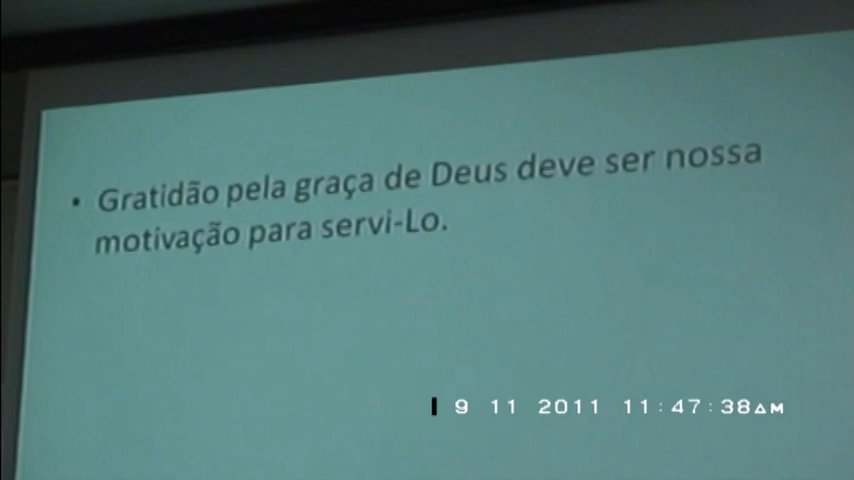 • Gratidão pela graça de Deus deve ser nossa
motivação para servi-Lo.
9 11 2011 11:47:38AM